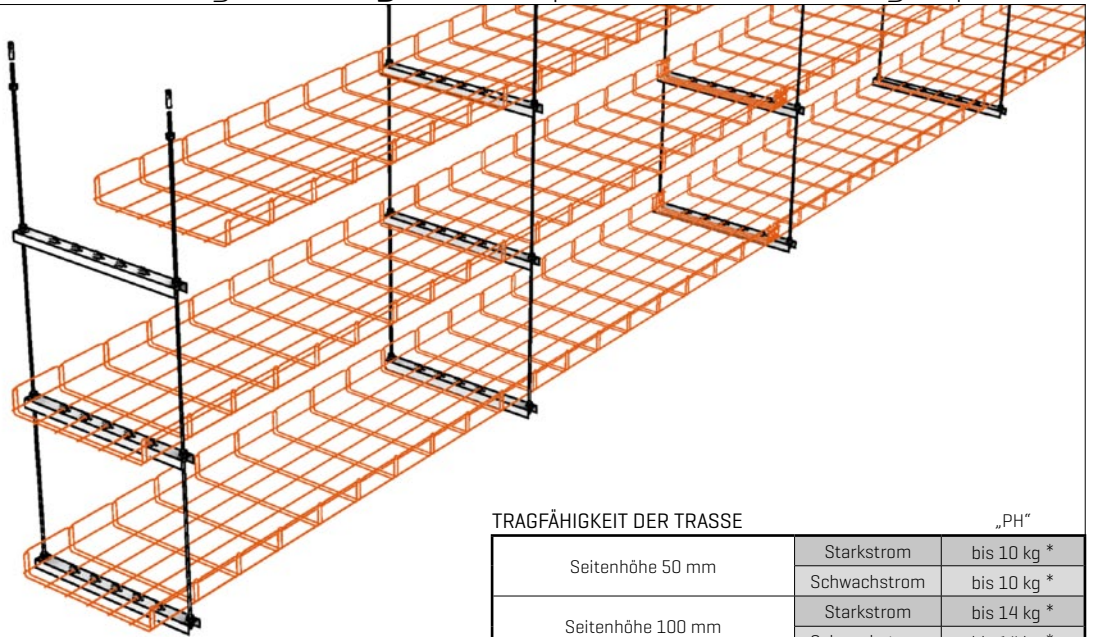 TRAGFÄHIGKEIT DER TRASSE „PH“
Seitenhöhe 50 mm
Starkstrom bis 10 kg *
Schwachstrom bis 10 kg *
Seitenhöhe 100 mm
Starkstrom bis 14 kg *